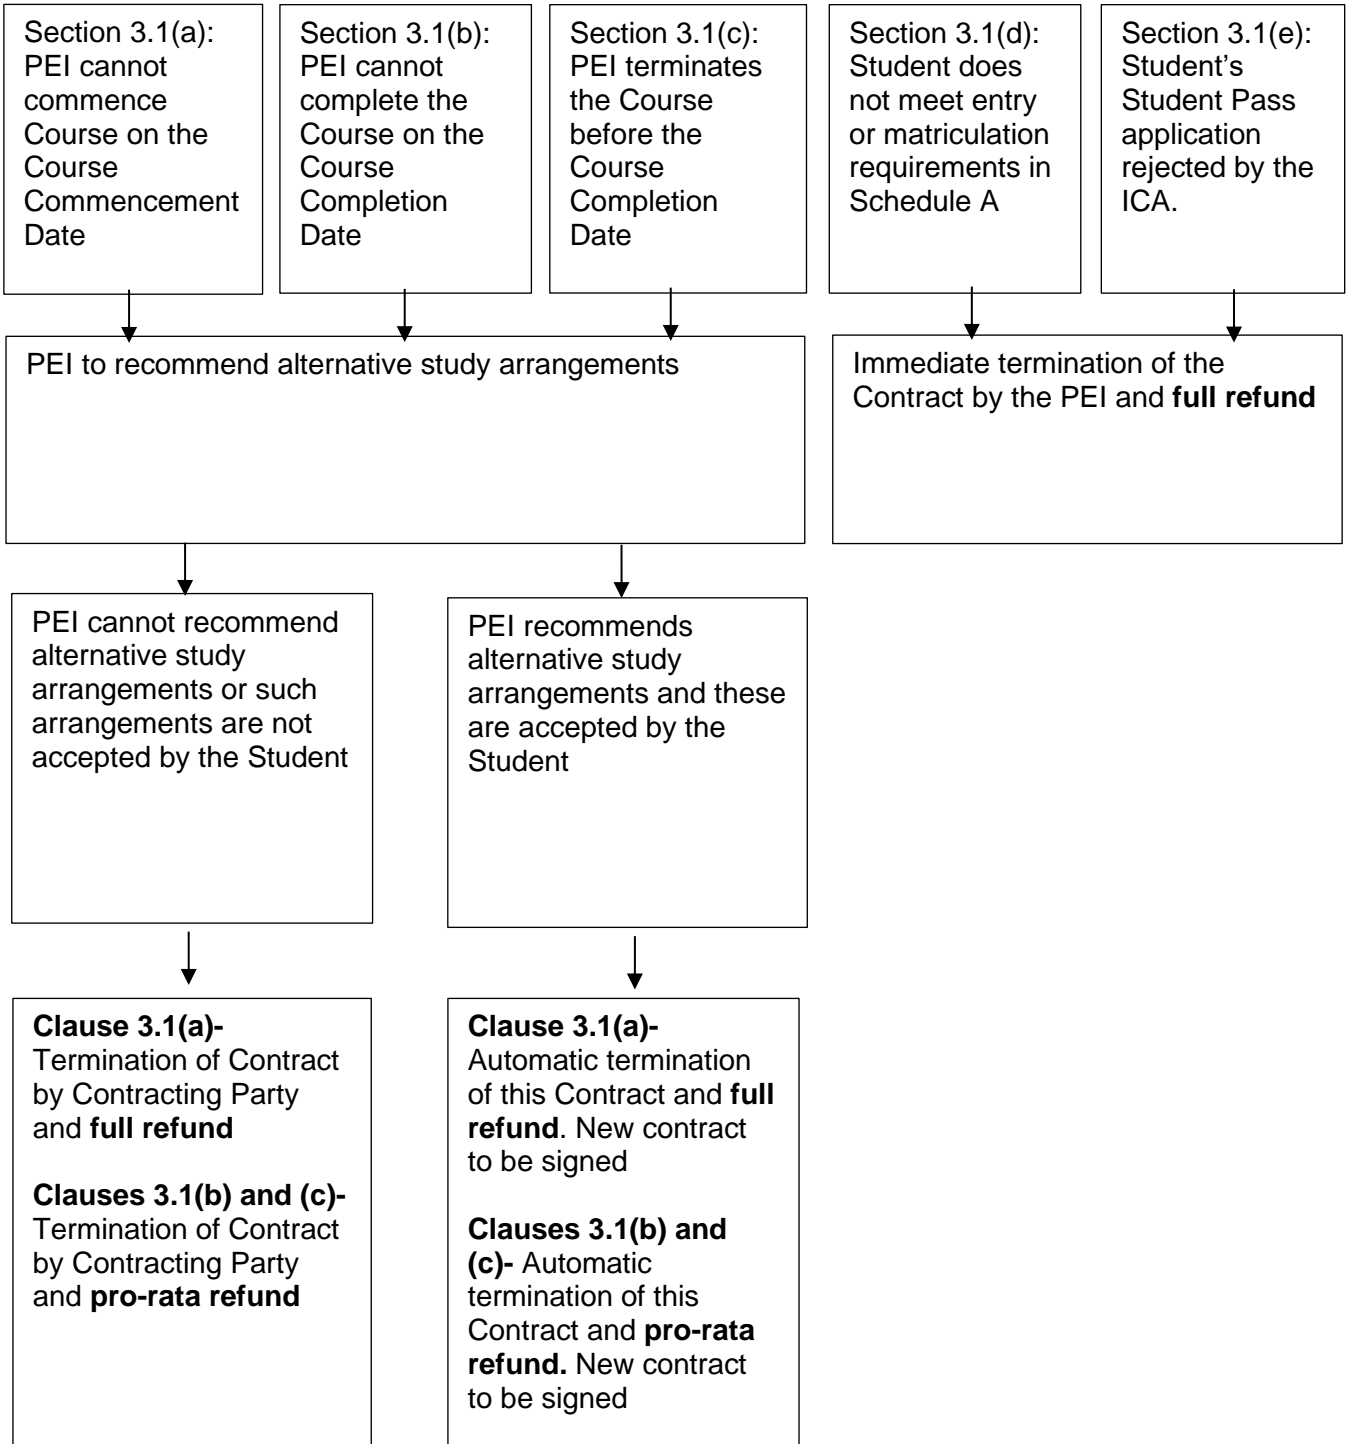 Section 3.1(a):
PEI cannot
commence
Course on the
Course
Commencement
Date
Section 3.1(b):
PEI cannot
complete the
Course on the
Course
Completion
Date
Section 3.1(c):
PEI terminates
the Course
before the
Course
Completion
Date
Section 3.1(d):
Student does
not meet entry
or matriculation
requirements in
Schedule A
Section 3.1(e):
Student’s
Student Pass
application
rejected by the
ICA.
PEI to recommend alternative study arrangements
Immediate termination of the
Contract by the PEI and full refund
PEI cannot recommend
alternative study
arrangements or such
arrangements are not
accepted by the Student
PEI recommends
alternative study
arrangements and these
are accepted by the
Student
Clause 3.1(a)-
Termination of Contract
by Contracting Party
and full refund
Clauses 3.1(b) and (c)-
Termination of Contract
by Contracting Party
and pro-rata refund
Clause 3.1(a)-
Automatic termination
of this Contract and full
refund. New contract
to be signed
Clauses 3.1(b) and
(c)- Automatic
termination of this
Contract and pro-rata
refund. New contract
to be signed